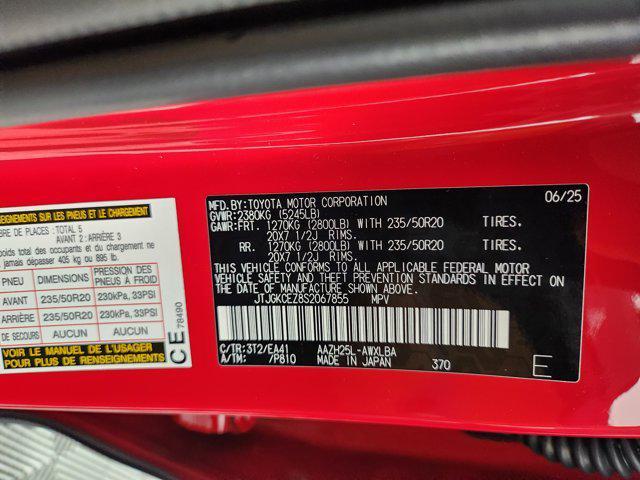 ENSEIGNEMENTS SUR LES PNEUS ET LE CHARGEMENT
BRE DE PLACES : TOTAL 5
AVANT 2 : ARRIÈRE 3
poids total des occupants et du chargement
jamais dépasser 405 kg ou 895 lb.
PNEU DIMENSIONS PRESSION DES PNEUS À FROID
AVANT 235/50R20 230kPa, 33PSI
ARRIÈRE 235/50R20 230kPa, 33PSI
DE SECOURS AUCUN AUCUN
VOIR LE MANUEL DE L'USAGER
POUR PLUS DE RENSEIGNEMENTS
CE 78490
MFD.BY:TOYOTA MOTOR CORPORATION 06/25
GVWR:2380KG (5245LB)
GAWR:FRT. 1270KG (2800LB) WITH 235/50R20 TIRES.
20X7 1/2J RIMS.
RR. 1270KG (2800LB) WITH 235/50R20 TIRES.
20X7 1/2J RIMS.
THIS VEHICLE CONFORMS TO ALL APPLICABLE FEDERAL MOTOR
VEHICLE SAFETY AND THEFT PREVENTION STANDARDS IN EFFECT ON
THE DATE OF MANUFACTURE SHOWN ABOVE.
JTJGKCEZ8S2067855 MPV
C/TR:3T2/EA41 AAZH25L-AWXLBA
A/TM: 7P810 MADE IN JAPAN 370 E